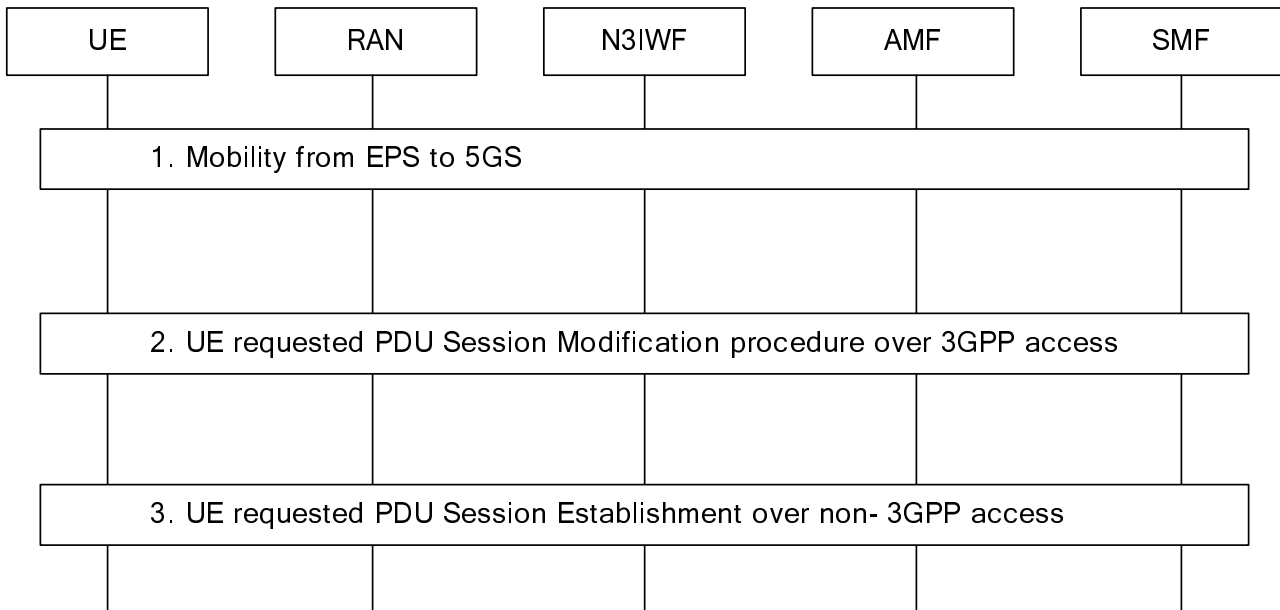 UE
RAN
N3IWF
AMF
SMF
1. Mobility from EPS to 5GS
2. UE requested PDU Session Modification procedure over 3GPP access
3. UE requested PDU Session Establishment over non- 3GPP access